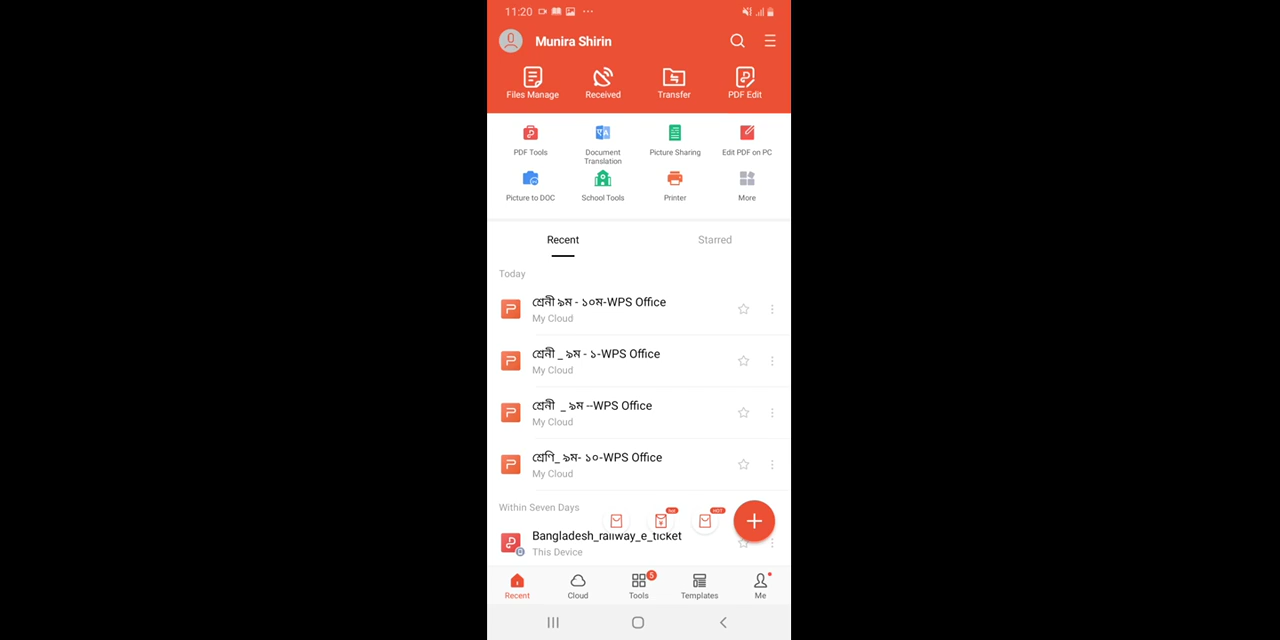 11:20
Munira Shirin
Files Manage
Received
Transfer
PDF Edit
PDF Tools
Document Translation
Picture Sharing
Edit PDF on PC
Picture to DOC
School Tools
Printer
More
Recent
Starred
Today
শ্রেনী ৯ম - ১০ম-WPS Office
My Cloud
শ্রেনী _ ৯ম - ১-WPS Office
My Cloud
শ্রেনী _ ৯ম --WPS Office
My Cloud
শ্রেণি_ ৯ম- ১০-WPS Office
My Cloud
Within Seven Days
hot
HOT
Bangladesh_railway_e_ticket
This Device
Recent
Cloud
Tools
5
Templates
Me